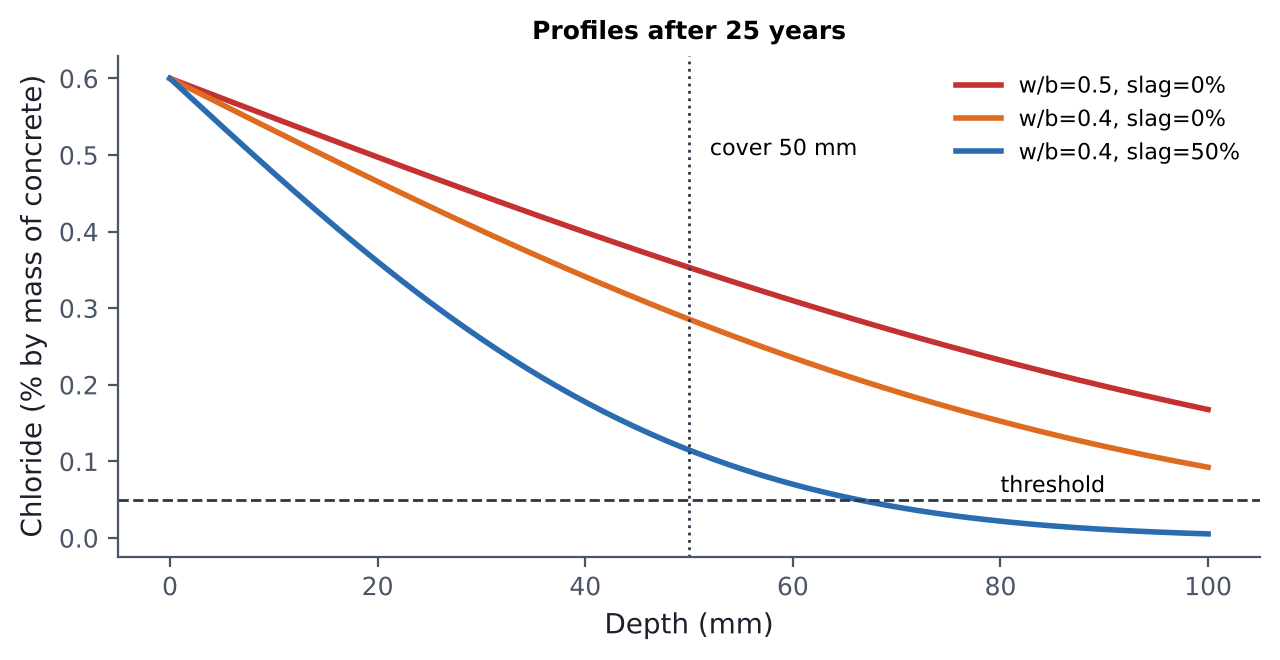 Profiles after 25 years
Chloride (% by mass of concrete)
0.6
0.5
0.4
0.3
0.2
0.1
0.0
w/b=0.5, slag=0%
w/b=0.4, slag=0%
w/b=0.4, slag=50%
cover 50 mm
threshold
0 20 40 60 80 100
Depth (mm)